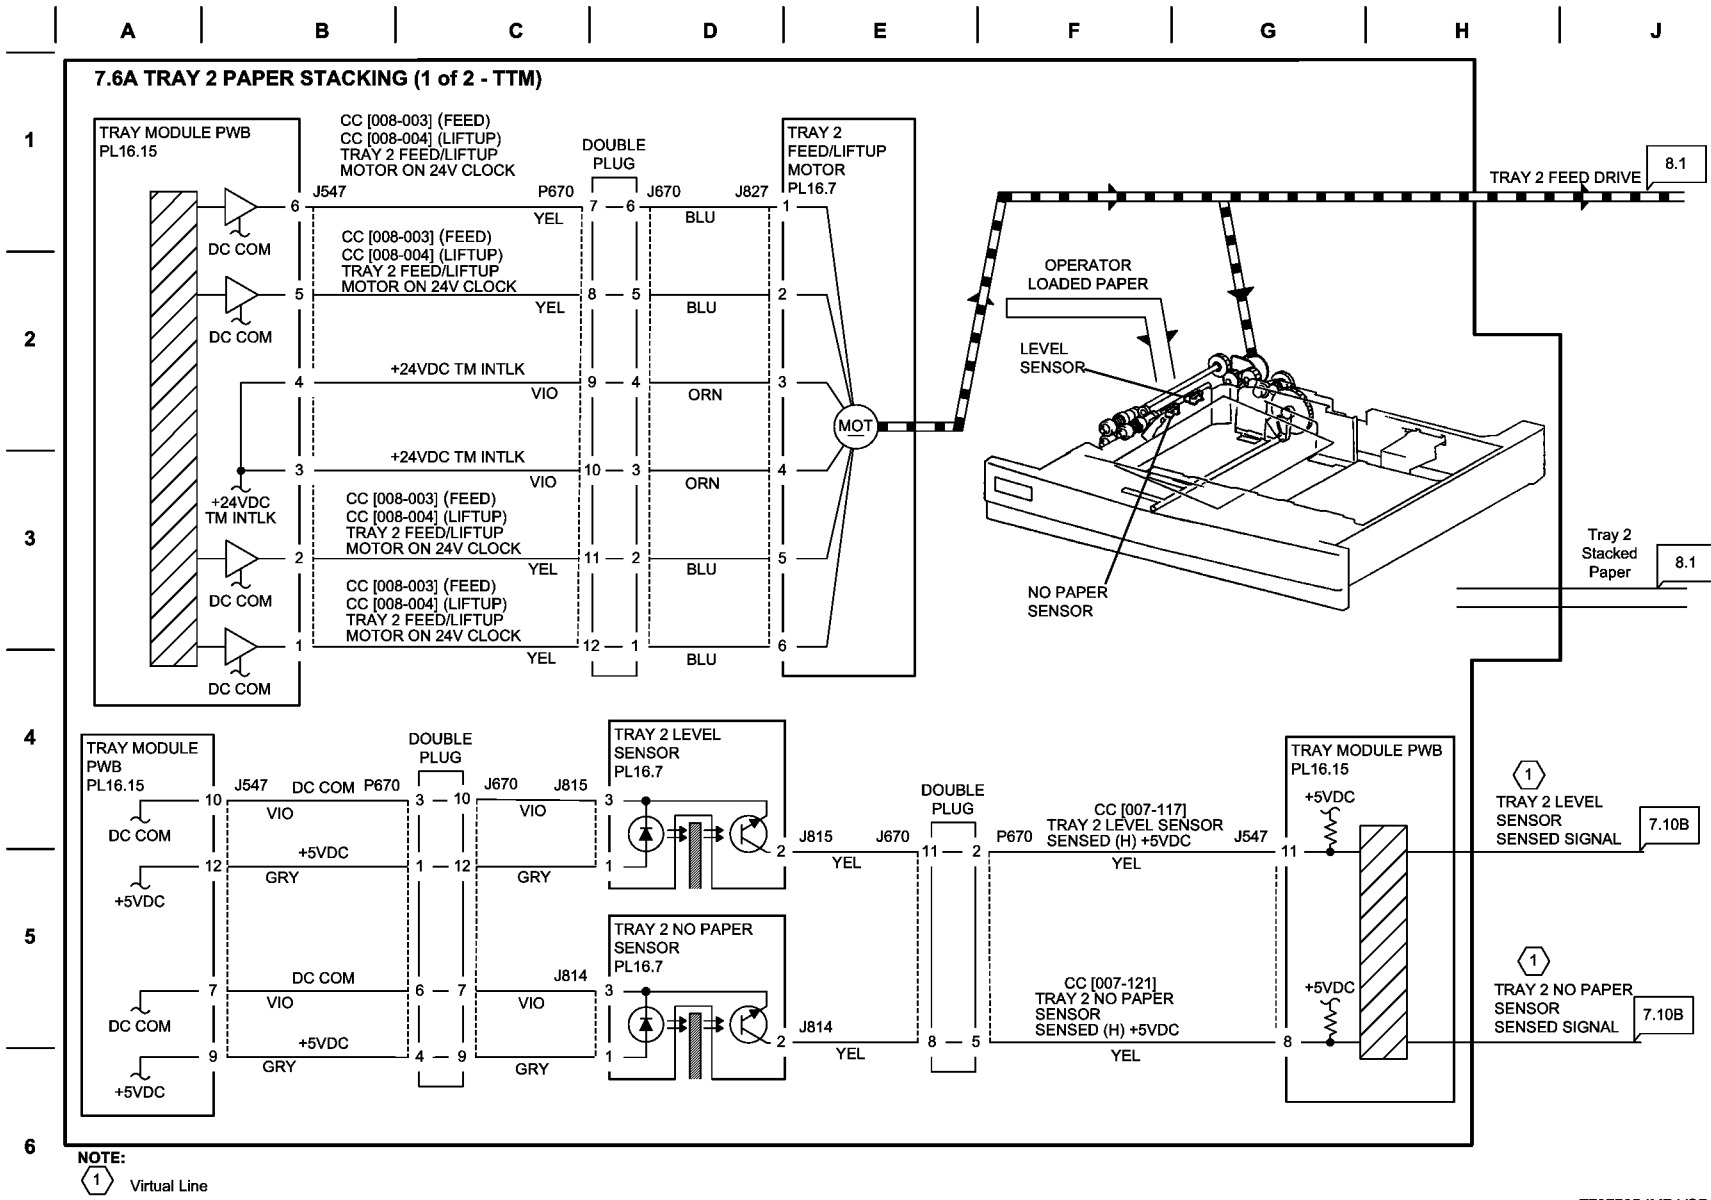 A B C D E F G H J
7.6A TRAY 2 PAPER STACKING (1 of 2 - TTM)
1
TRAY MODULE PWB
PL16.15
CC [008-003] (FEED)
CC [008-004] (LIFTUP)
TRAY 2 FEED/LIFTUP
MOTOR ON 24V CLOCK
DOUBLE
PLUG
TRAY 2
FEED/LIFTUP
MOTOR
PL16.7
J547 P670 J670 J827
6 YEL 7 6 BLU 1
DC COM
TRAY 2 FEED DRIVE
8.1
CC [008-003] (FEED)
CC [008-004] (LIFTUP)
TRAY 2 FEED/LIFTUP
MOTOR ON 24V CLOCK
5 YEL 8 5 BLU 2
DC COM
2
OPERATOR
LOADED PAPER
LEVEL
SENSOR
+24VDC TM INTLK
4 VIO 9 4 ORN 3
MOT
+24VDC TM INTLK
3 VIO 10 3 ORN 4
+24VDC
TM INTLK
3
CC [008-003] (FEED)
CC [008-004] (LIFTUP)
TRAY 2 FEED/LIFTUP
MOTOR ON 24V CLOCK
2 YEL 11 2 BLU 5
DC COM
CC [008-003] (FEED)
CC [008-004] (LIFTUP)
TRAY 2 FEED/LIFTUP
MOTOR ON 24V CLOCK
1 YEL 12 1 BLU 6
DC COM
NO PAPER
SENSOR
Tray 2
Stacked
Paper
8.1
4
TRAY MODULE
PWB
PL16.15
DOUBLE
PLUG
TRAY 2 LEVEL
SENSOR
PL16.7
J547 DC COM P670 J670 J815
10 VIO 3 10 VIO 3
DC COM
+5VDC
12 GRY 1 12 GRY 1
+5VDC
2
J815 J670
DOUBLE
PLUG
P670
CC [007-117]
TRAY 2 LEVEL SENSOR
SENSED (H) +5VDC
J547
YEL 11 2 YEL 11
TRAY MODULE PWB
PL16.15
+5VDC
1
TRAY 2 LEVEL
SENSOR
SENSED SIGNAL
7.10B
5
TRAY 2 NO PAPER
SENSOR
PL16.7
DC COM J814
7 VIO 6 7 VIO 3
DC COM
+5VDC
9 GRY 4 9 GRY 1
+5VDC
2
J814
YEL 8 5
CC [007-121]
TRAY 2 NO PAPER
SENSOR
SENSED (H) +5VDC
YEL 8
+5VDC
1
TRAY 2 NO PAPER
SENSOR
SENSED SIGNAL
7.10B
6
NOTE:
1 Virtual Line